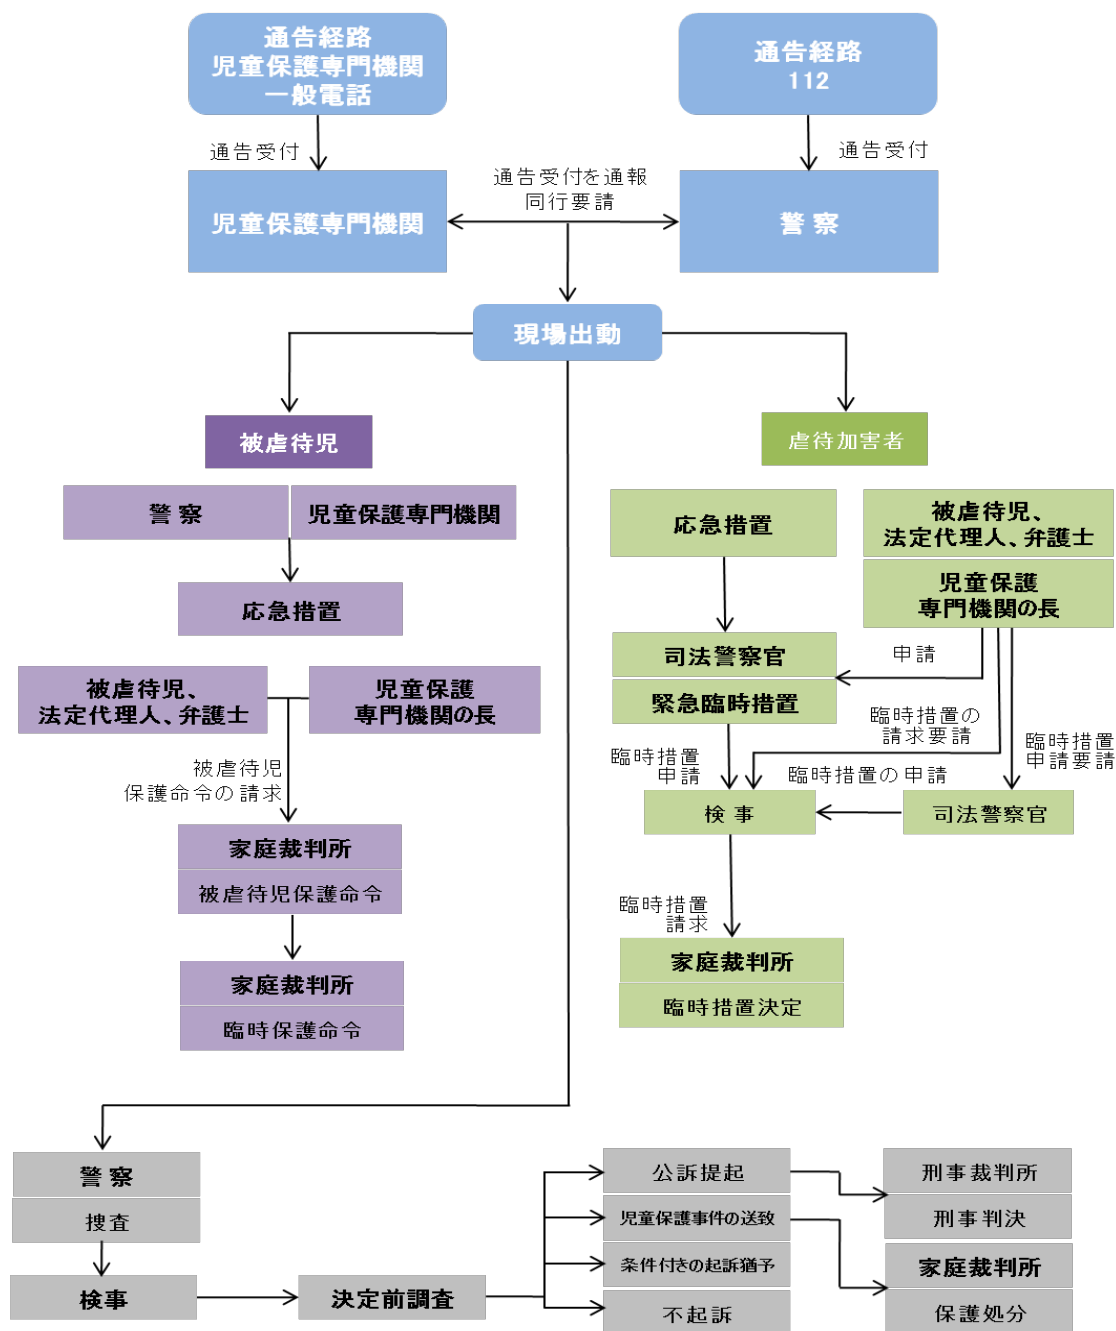 通告経路
児童保護専門機関
一般電話
通告経路
112
通告受付
通告受付
児童保護専門機関
通告受付を通報
同行要請
警察
現場出動
被虐待児
虐待加害者
警察
児童保護専門機関
応急措置
応急措置
被虐待児、
法定代理人、弁護士
児童保護
専門機関の長
司法警察官
緊急臨時措置
申請
被虐待児、
法定代理人、弁護士
児童保護
専門機関の長
被虐待児
保護命令の請求
臨時措置
申請
臨時措置の
請求要請
臨時措置
申請要請
臨時措置の申請
検事
司法警察官
家庭裁判所
被虐待児保護命令
臨時措置
請求
家庭裁判所
臨時保護命令
家庭裁判所
臨時措置決定
警察
捜査
検事
決定前調査
公訴提起
児童保護事件の送致
条件付きの起訴猶予
不起訴
刑事裁判所
刑事判決
家庭裁判所
保護処分